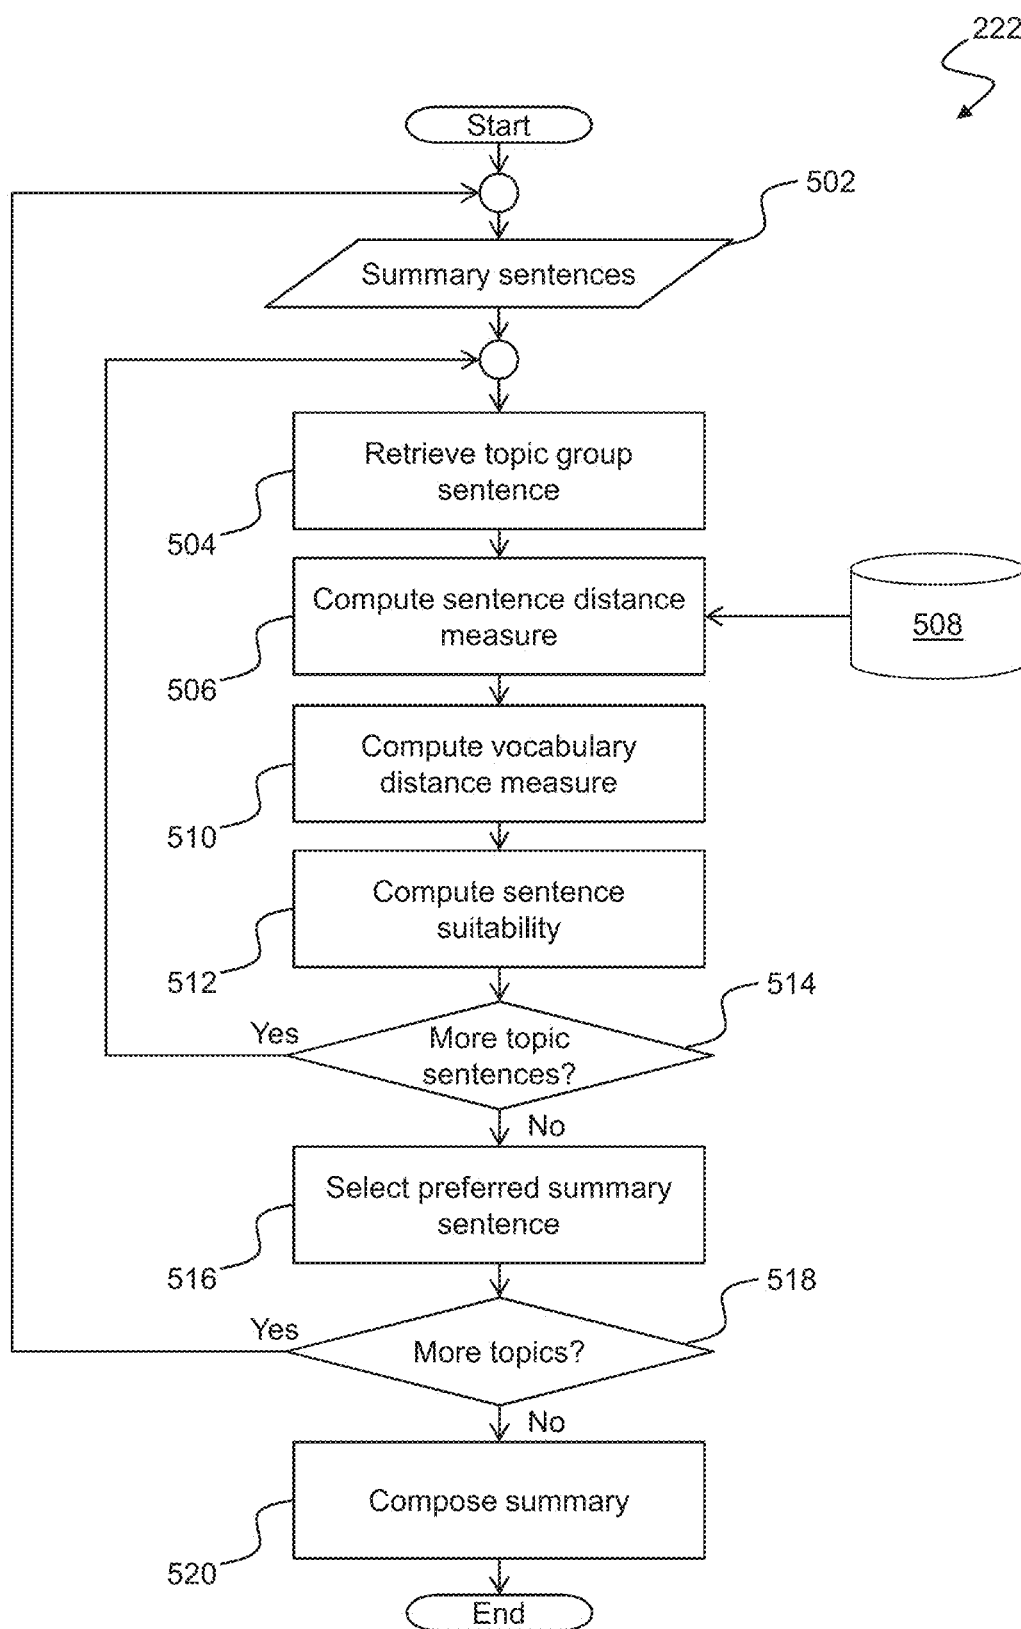 222
Start
502
Summary sentences
Retrieve topic group
sentence
504
Compute sentence distance
measure
508
506
Compute vocabulary
distance measure
510
Compute sentence
suitability
512
514
Yes
More topic
sentences?
No
Select preferred summary
sentence
516
518
Yes
More topics?
No
Compose summary
520
End